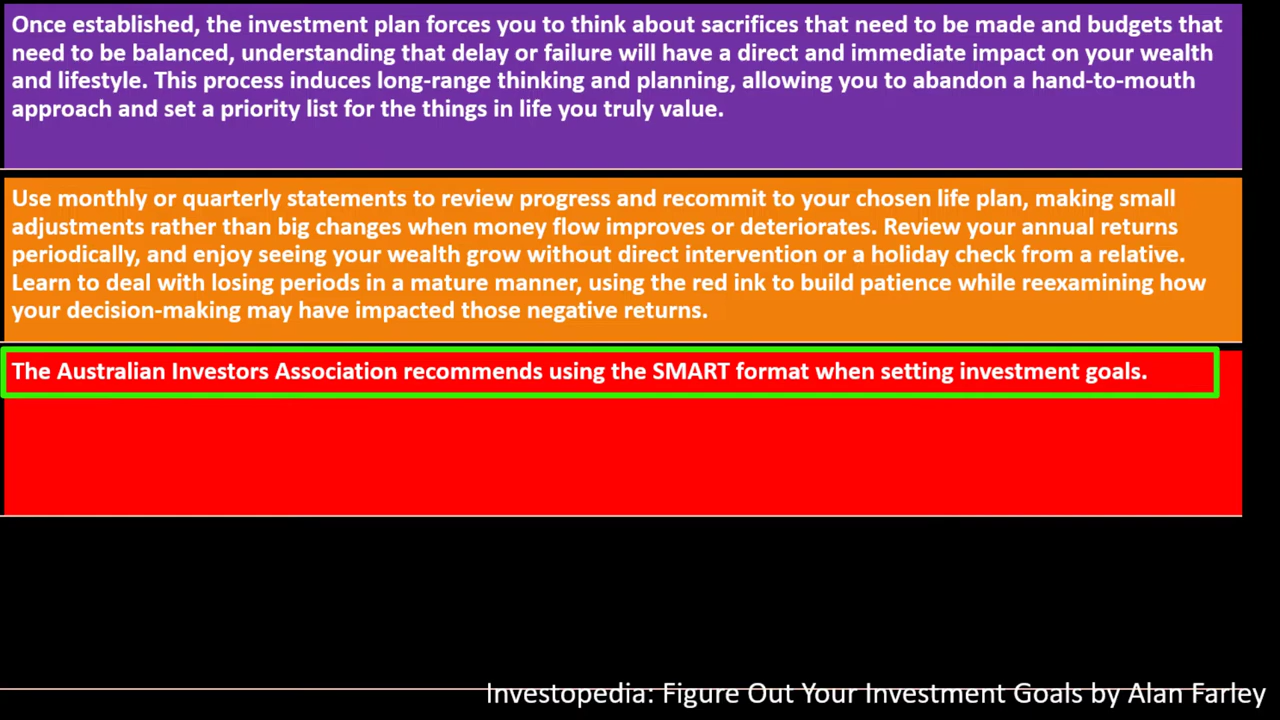 Once established, the investment plan forces you to think about sacrifices that need to be made and budgets that
need to be balanced, understanding that delay or failure will have a direct and immediate impact on your wealth
and lifestyle. This process induces long-range thinking and planning, allowing you to abandon a hand-to-mouth
approach and set a priority list for the things in life you truly value.
Use monthly or quarterly statements to review progress and recommit to your chosen life plan, making small
adjustments rather than big changes when money flow improves or deteriorates. Review your annual returns
periodically, and enjoy seeing your wealth grow without direct intervention or a holiday check from a relative.
Learn to deal with losing periods in a mature manner, using the red ink to build patience while reexamining how
your decision-making may have impacted those negative returns.
The Australian Investors Association recommends using the SMART format when setting investment goals.
Investopedia: Figure Out Your Investment Goals by Alan Farley